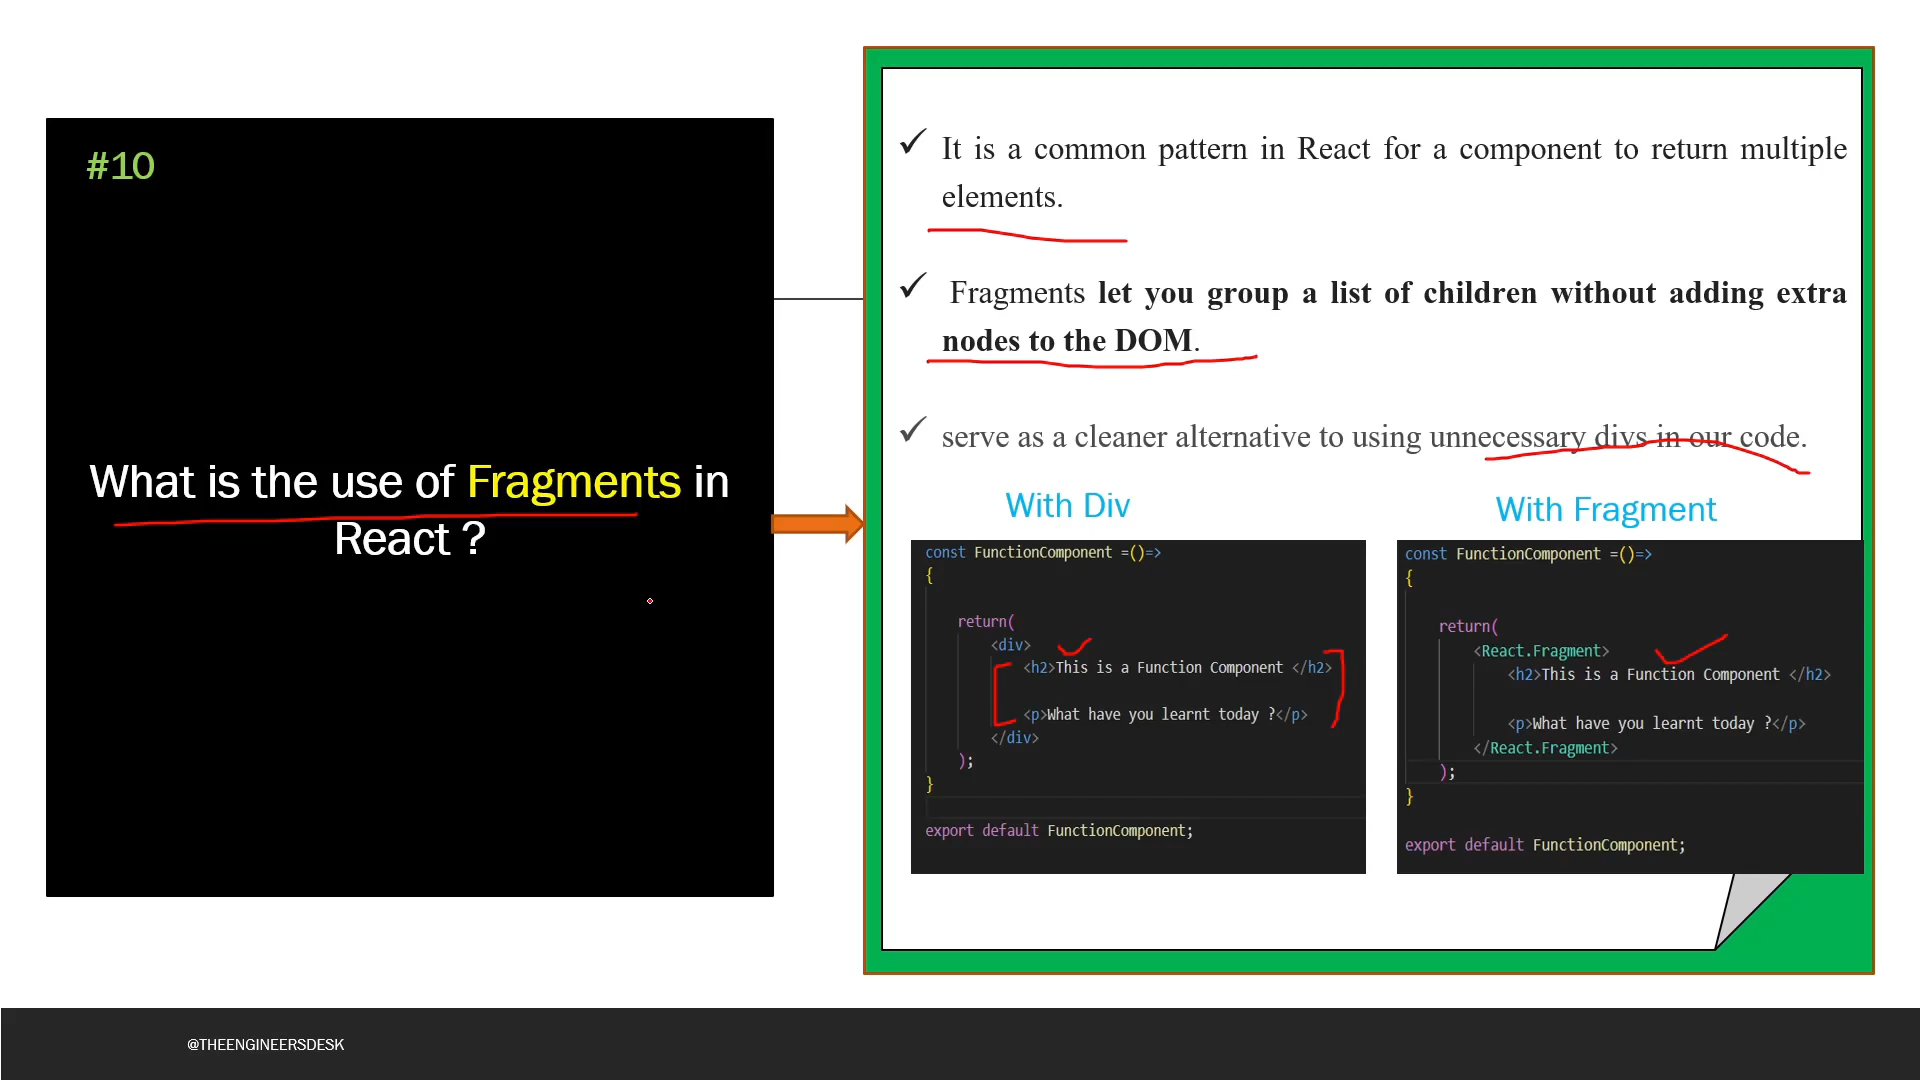 #10
What is the use of Fragments in
React ?
It is a common pattern in React for a component to return multiple
elements.
Fragments let you group a list of children without adding extra
nodes to the DOM.
serve as a cleaner alternative to using unnecessary divs in our code.
With Div
const FunctionComponent =()=>
{
return(
<div>
<h2>This is a Function Component </h2>
<p>What have you learnt today ?</p>
</div>
);
}
export default FunctionComponent;
With Fragment
const FunctionComponent =()=>
{
return(
<React.Fragment>
<h2>This is a Function Component </h2>
<p>What have you learnt today ?</p>
</React.Fragment>
);
}
export default FunctionComponent;
@THEENGINEERSDESK